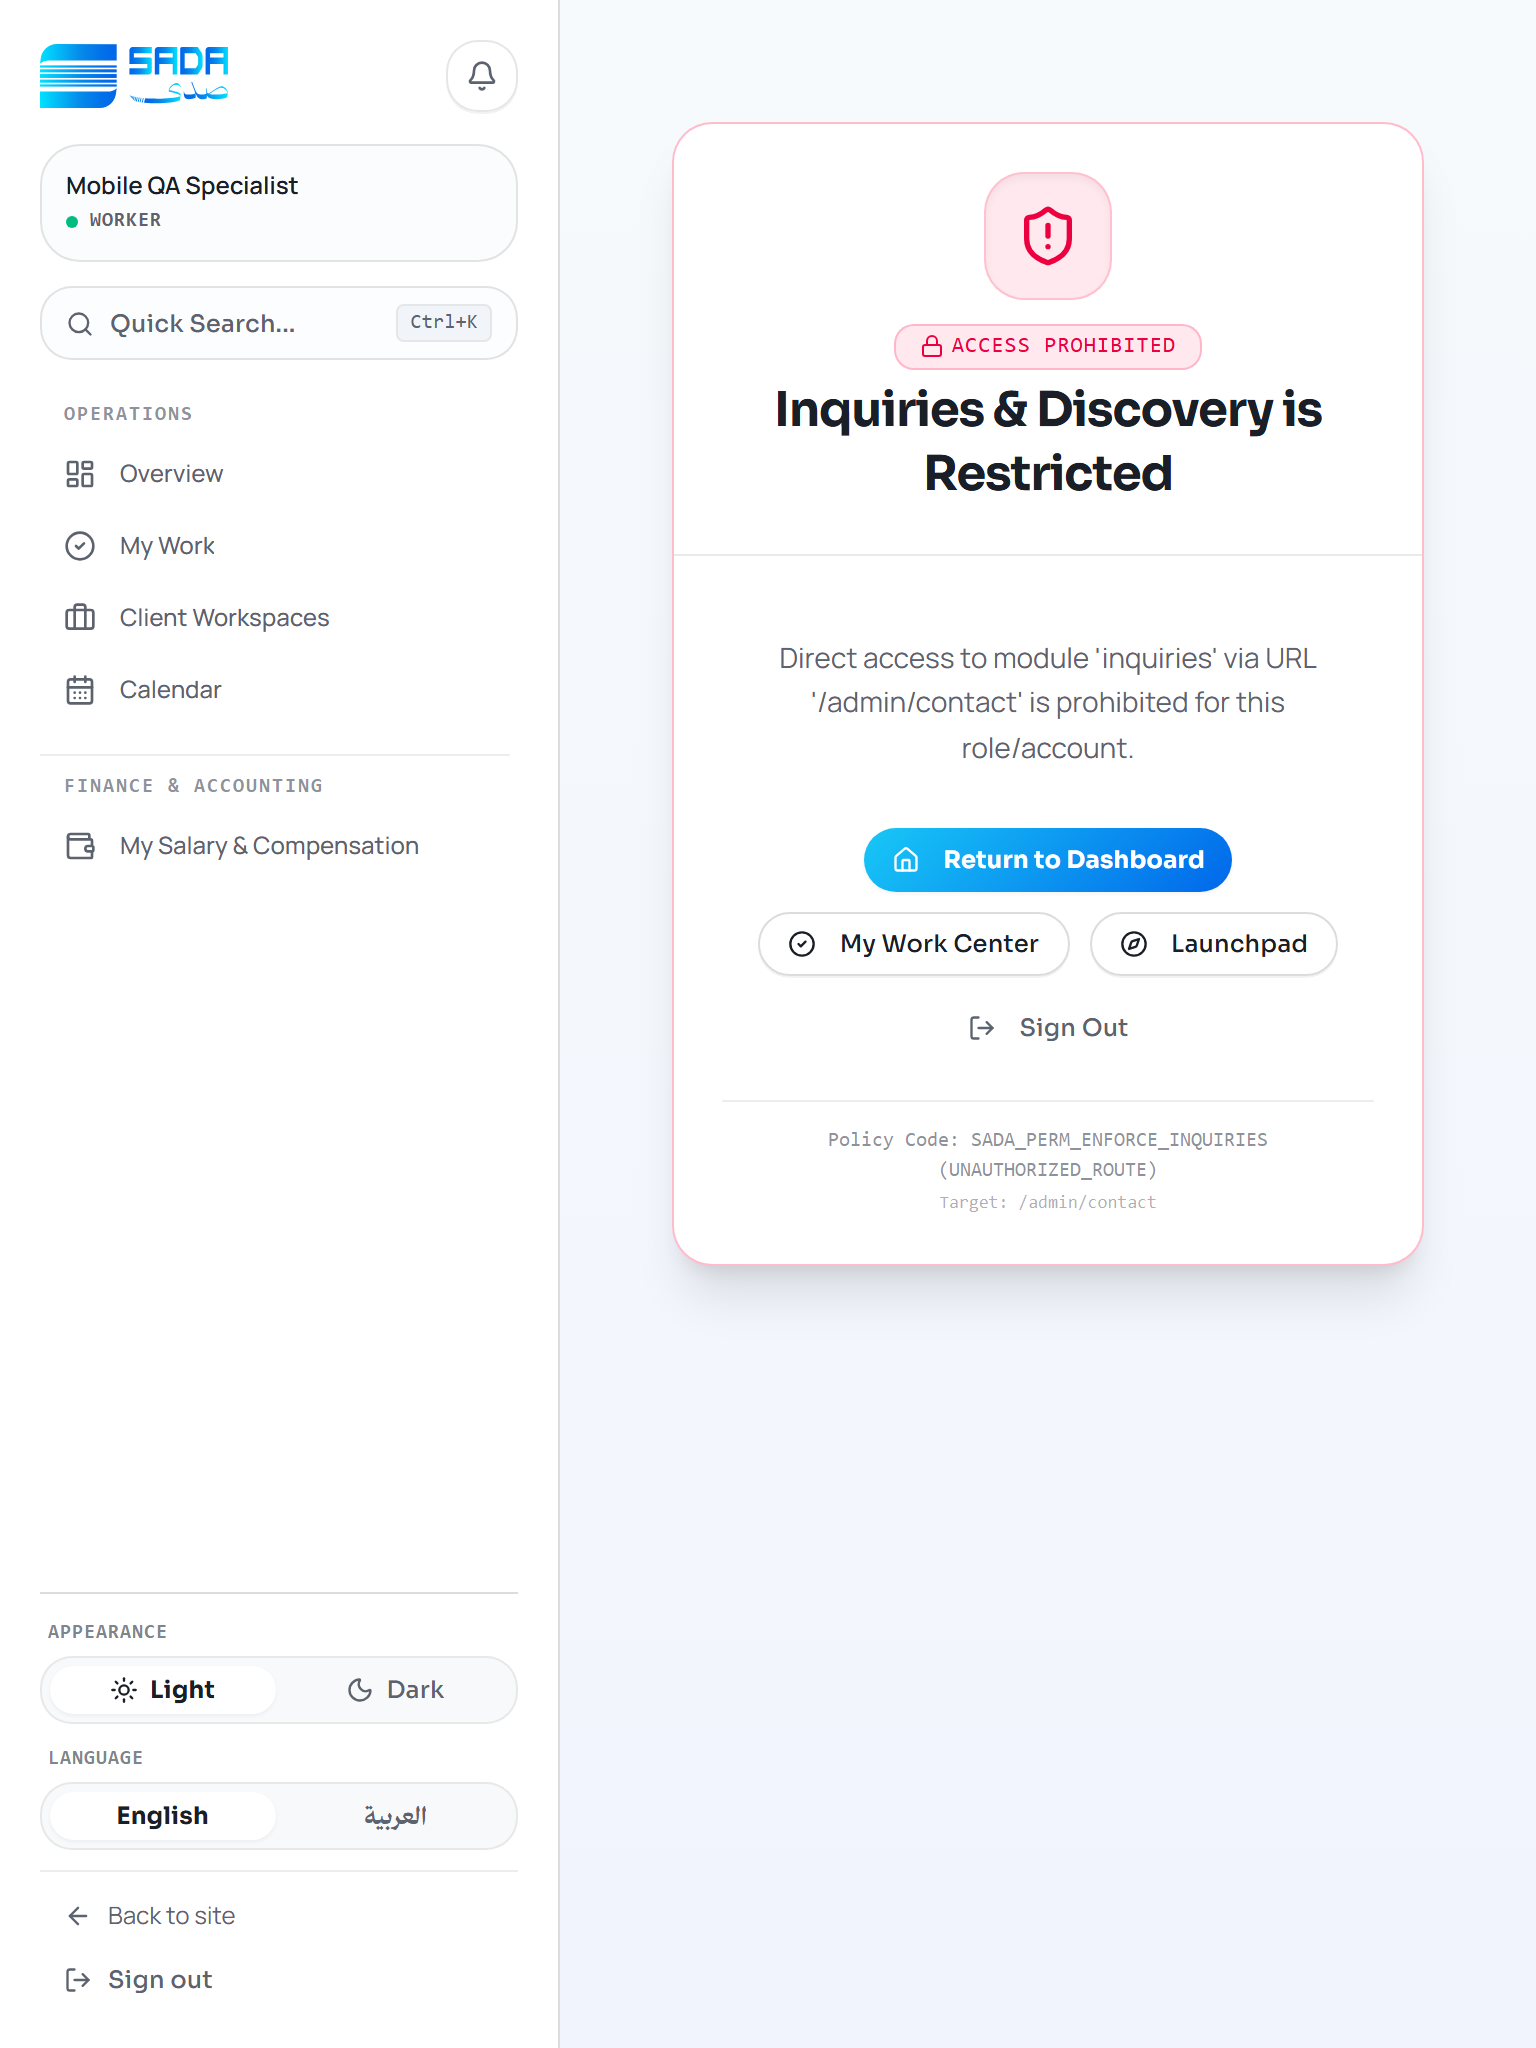 SADA
صدى
Mobile QA Specialist
WORKER
Quick Search...
Ctrl+K
OPERATIONS
Overview
My Work
Client Workspaces
Calendar
FINANCE & ACCOUNTING
My Salary & Compensation
APPEARANCE
Light
Dark
LANGUAGE
English
العربية
Back to site
Sign out
ACCESS PROHIBITED
Inquiries & Discovery is
Restricted
Direct access to module 'inquiries' via URL
'/admin/contact' is prohibited for this
role/account.
Return to Dashboard
My Work Center
Launchpad
Sign Out
Policy Code: SADA_PERM_ENFORCE_INQUIRIES
(UNAUTHORIZED_ROUTE)
Target: /admin/contact